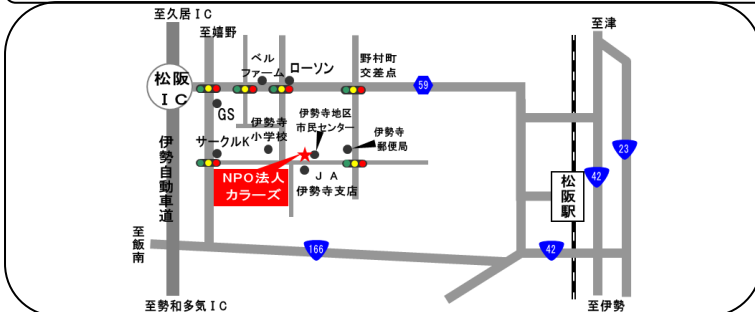 至久居IC
至嬉野
至津
ベル
ファーム
ローソン
野村町
交差点
松阪
IC
59
GS
伊勢寺地区
市民センター
伊勢寺
小学校
伊勢寺
郵便局
サークルK
伊勢自動車道
NPO法人
カラーズ
JA
伊勢寺支店
23
42
松阪駅
至飯南
166
42
至勢和多気IC
至伊勢